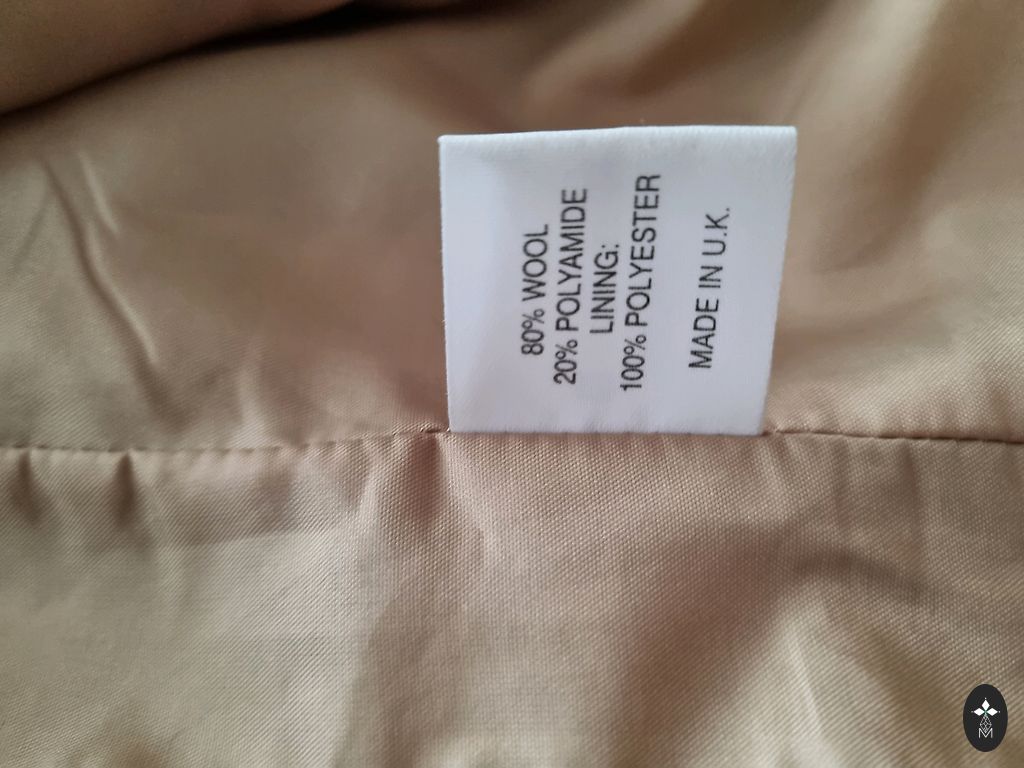 80% WOOL
20% POLYAMIDE
LINING:
100% POLYESTER
MADE IN U.K.
M